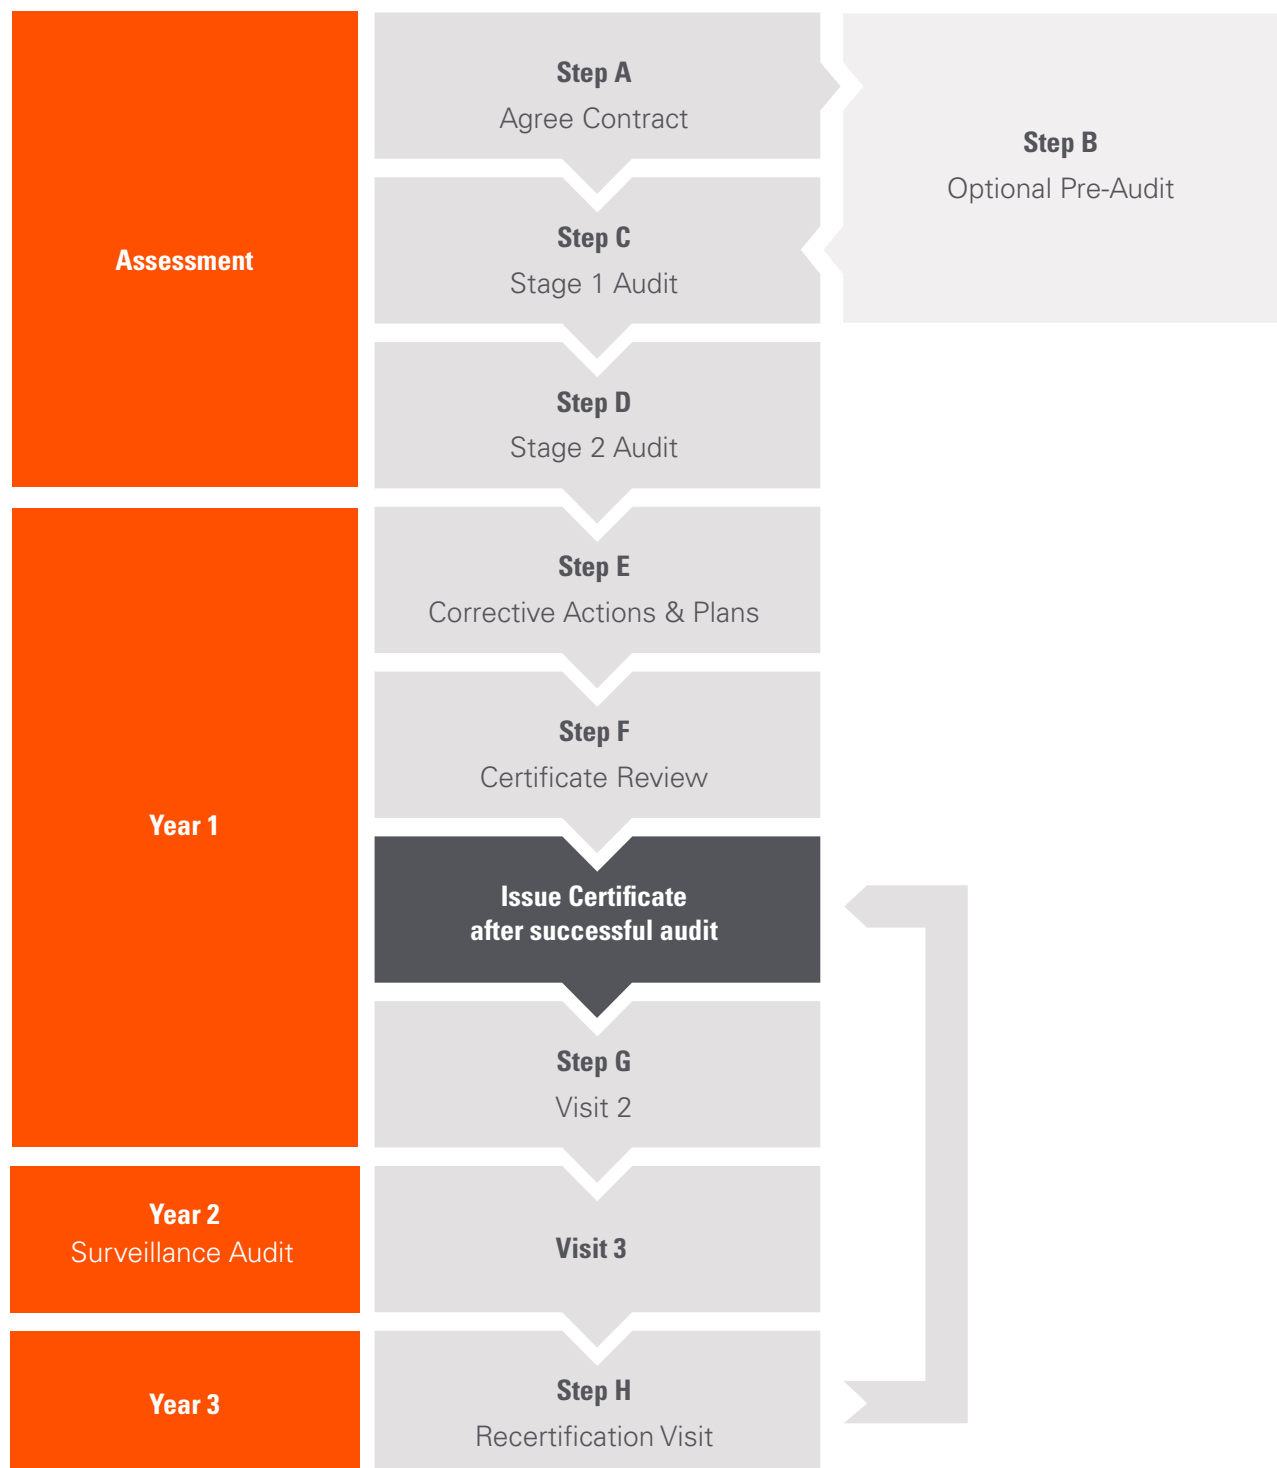 Assessment
Step A
Agree Contract
Step B
Optional Pre-Audit
Step C
Stage 1 Audit
Step D
Stage 2 Audit
Year 1
Step E
Corrective Actions & Plans
Step F
Certificate Review
Issue Certificate
after successful audit
Step G
Visit 2
Year 2
Surveillance Audit
Visit 3
Year 3
Step H
Recertification Visit